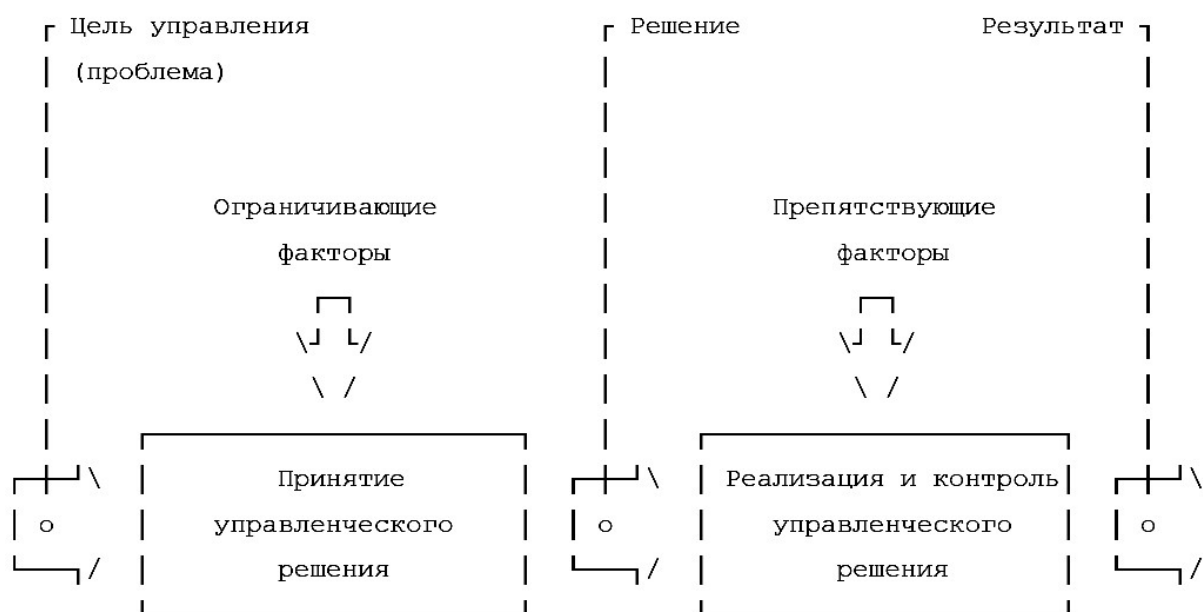 Цель управления Решение Результат
(проблема)
Ограничивающие Препятствующие
факторы факторы
Принятие Реализация и контроль
o управленческого o управленческого o
решения решения